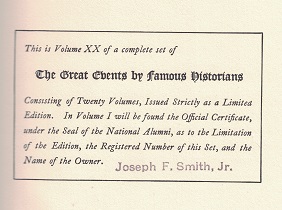 This is Volume XX of a complete set of
The Great Events by Famous Historians
Consisting of Twenty Volumes, Issued Strictly as a Limited
Edition. In Volume I will be found the Official Certificate,
under the Seal of the National Alumni, as to the Limitation
of the Edition, the Registered Number of this Set, and the
Name of the Owner.
Joseph F. Smith, Jr.